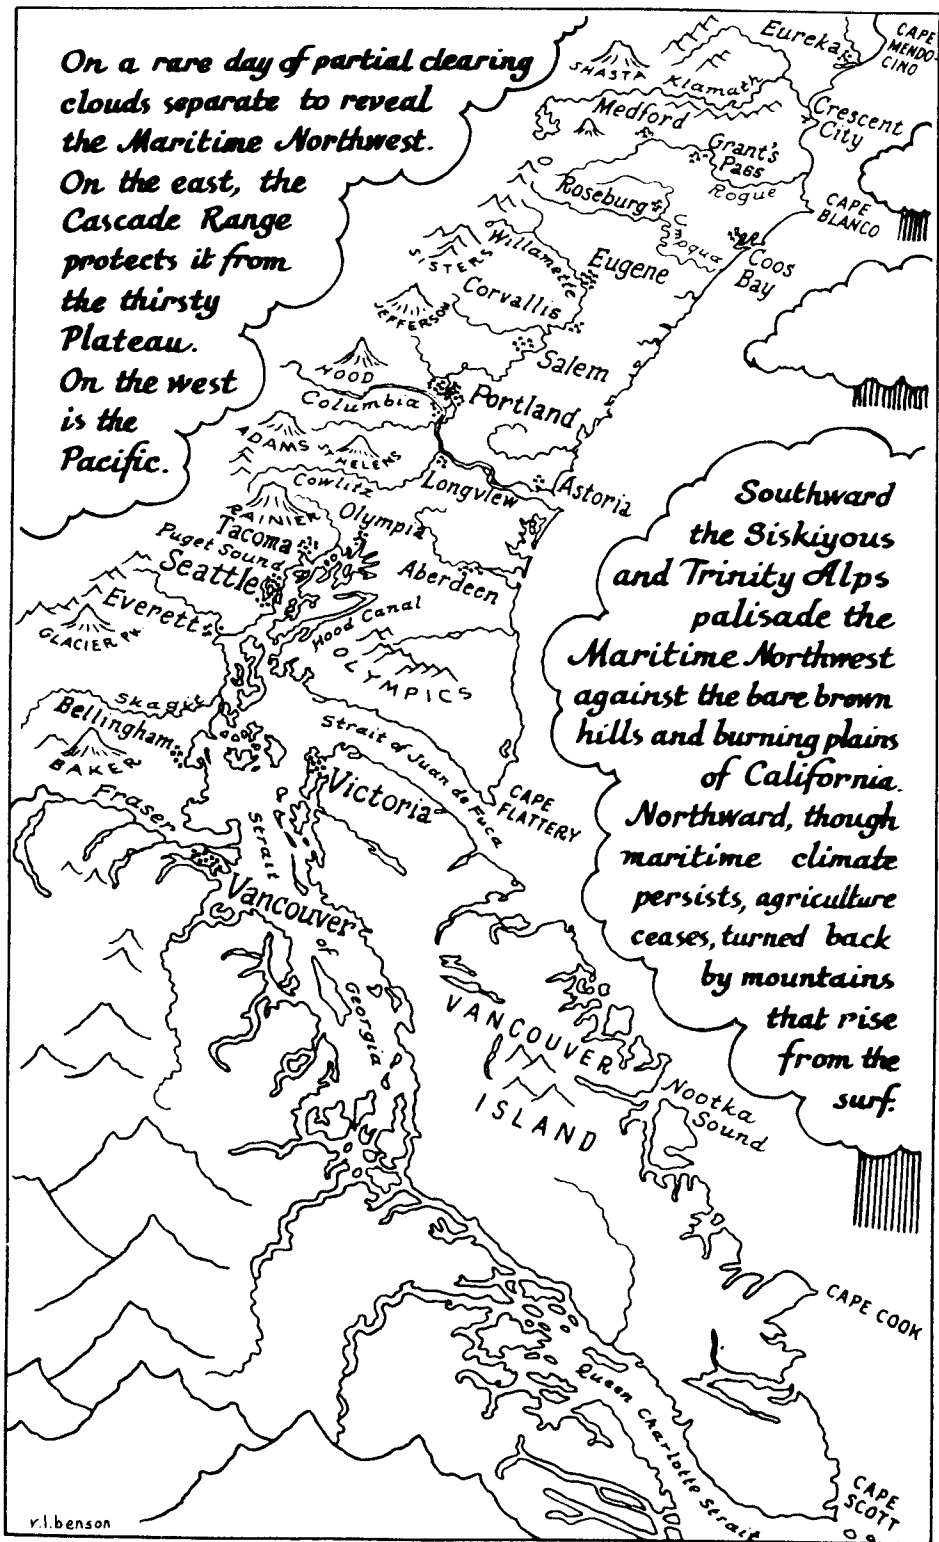 On a rare day of partial clearing
clouds separate to reveal
the Maritime Northwest.
On the east, the
Cascade Range
protects it from
the thirsty
Plateau.
On the west
is the
Pacific.
Southward
the Siskiyous
and Trinity Alps
palisade the
Maritime Northwest
against the bare brown
hills and burning plains
of California.
Northward, though
maritime climate
persists, agriculture
ceases, turned back
by mountains
that rise
from the
surf.
CAPE
MENDO-
CINO
Eureka
SHASTA
Klamath
Crescent
City
Medford
Grant's
Pass
Rogue
CAPE
BLANCO
Roseburg
Umpqua
Coos
Bay
Willamette
SISTERS
Eugene
JEFFERSON
Corvallis
Salem
HOOD
Columbia
Portland
ADAMS
ST. HELENS
Cowlitz
Longview
Astoria
RAINIER
Olympia
Tacoma
Puget Sound
Seattle
Aberdeen
Everett
Hood Canal
GLACIER PK
OLYMPICS
Skagit
Bellingham
BAKER
Strait of Juan de Fuca
Victoria
CAPE
FLATTERY
Fraser
Strait
of
Georgia
Vancouver
VANCOUVER
ISLAND
Nootka
Sound
CAPE COOK
Queen Charlotte Strait
CAPE
SCOTT
r.l.benson